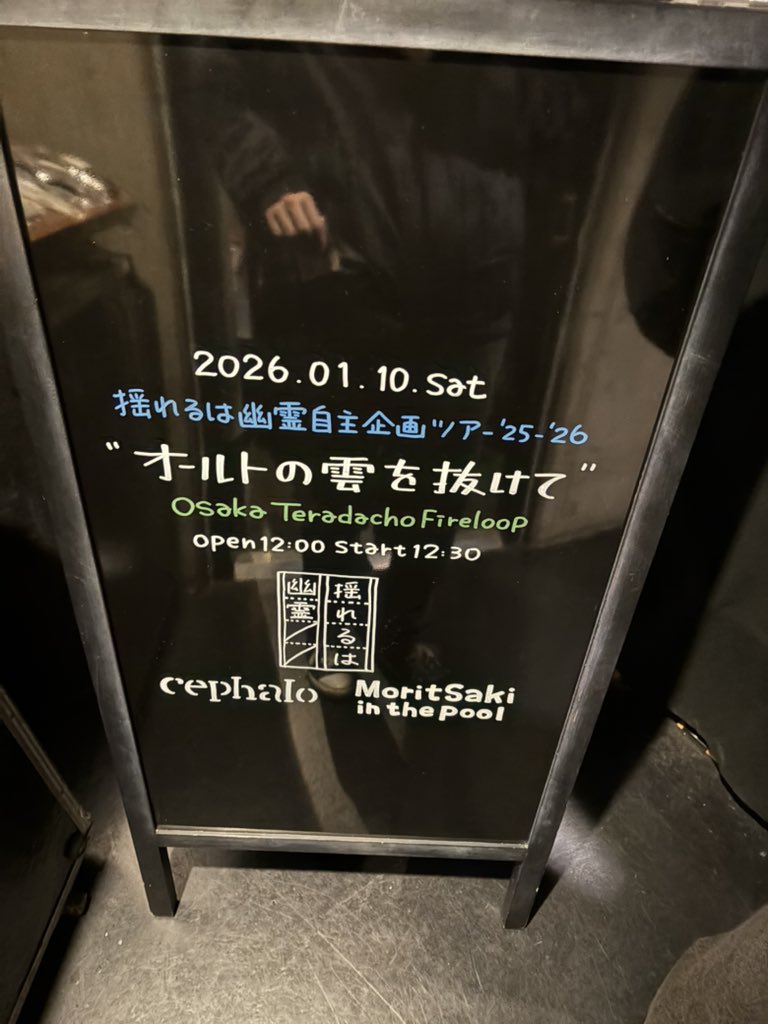 2026.01.10.Sat
揺れるは幽霊自主企画ツアー'25-'26
"オールトの雲を抜けて"
Osaka Teradacho Fireloop
open 12:00 Start 12:30
揺れるは
幽霊
cephalo
MoritSaki
in the pool